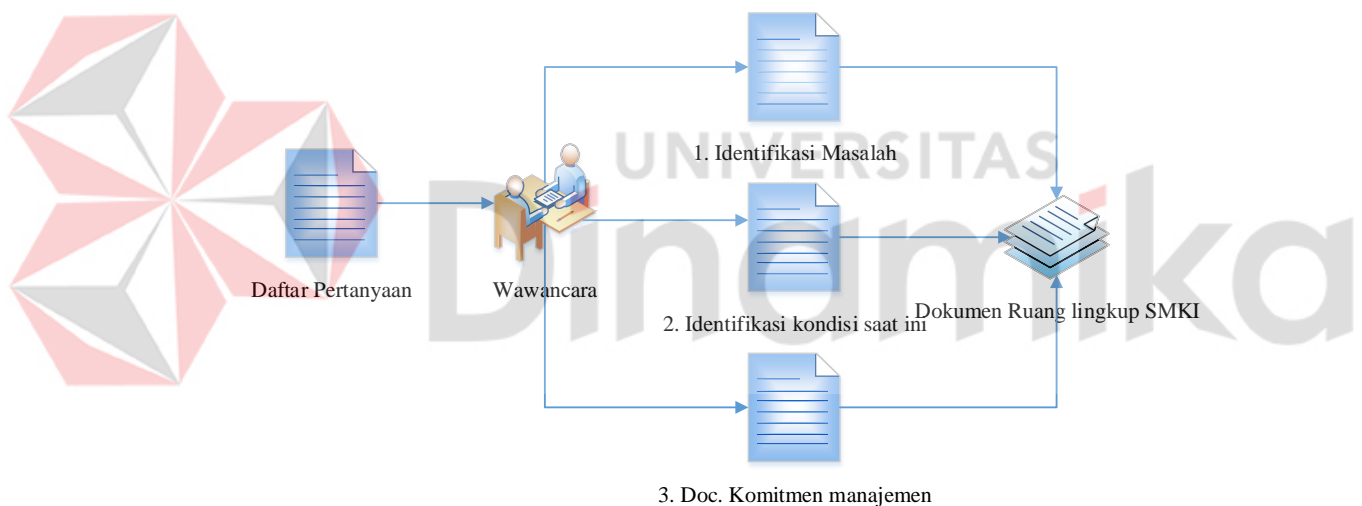 UNIVERSITAS
Dinamika
1. Identifikasi Masalah
Daftar Pertanyaan
Wawancara
2. Identifikasi kondisi saat ini
Dokumen Ruang lingkup SMKI
3. Doc. Komitmen manajemen